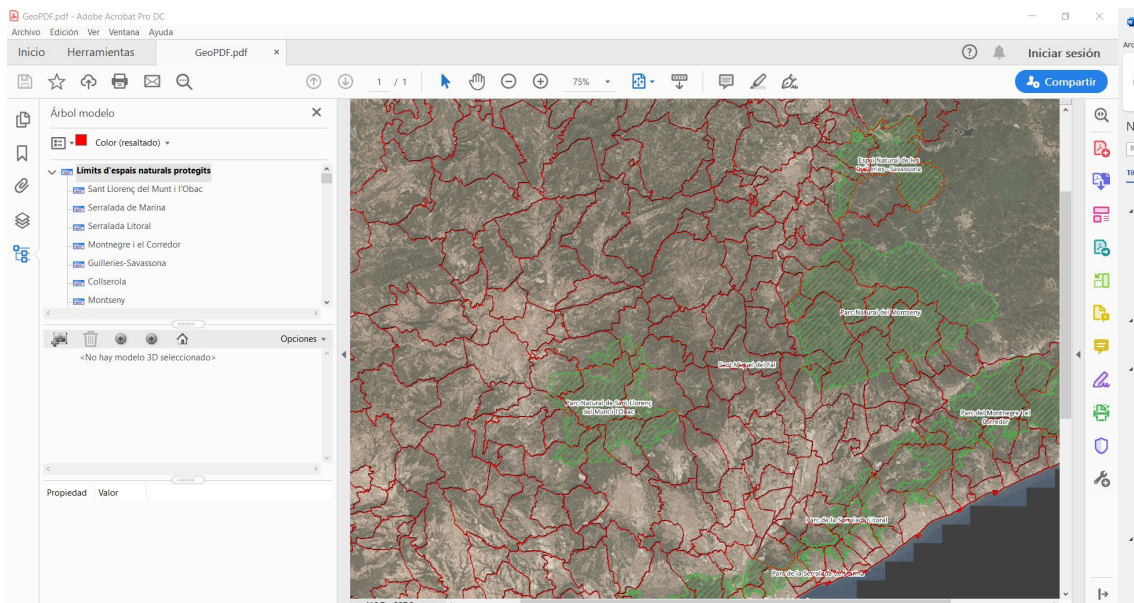 GeoPDF.pdf - Adobe Acrobat Pro DC
Archivo Edición Ver Ventana Ayuda
Inicio Herramientas GeoPDF.pdf × Iniciar sesión
1 / 1 75% Compartir
Árbol modelo
Color (resaltado)
Límits d'espais naturals protegits
Sant Llorenç del Munt i l'Obac
Serralada de Marina
Serralada Litoral
Montnegre i el Corredor
Guilleries-Savassona
Collserola
Montseny
Opciones
<No hay modelo 3D seleccionado>
Propiedad Valor
Espai Natural de les
Guilleries - Savassona
Parc Natural del Montseny
Sant Miquel del Fai
Parc Natural de Sant Llorenç
del Munt i l'Obac
Parc del Montnegre i el
Corredor
Parc de la Serralada Litoral